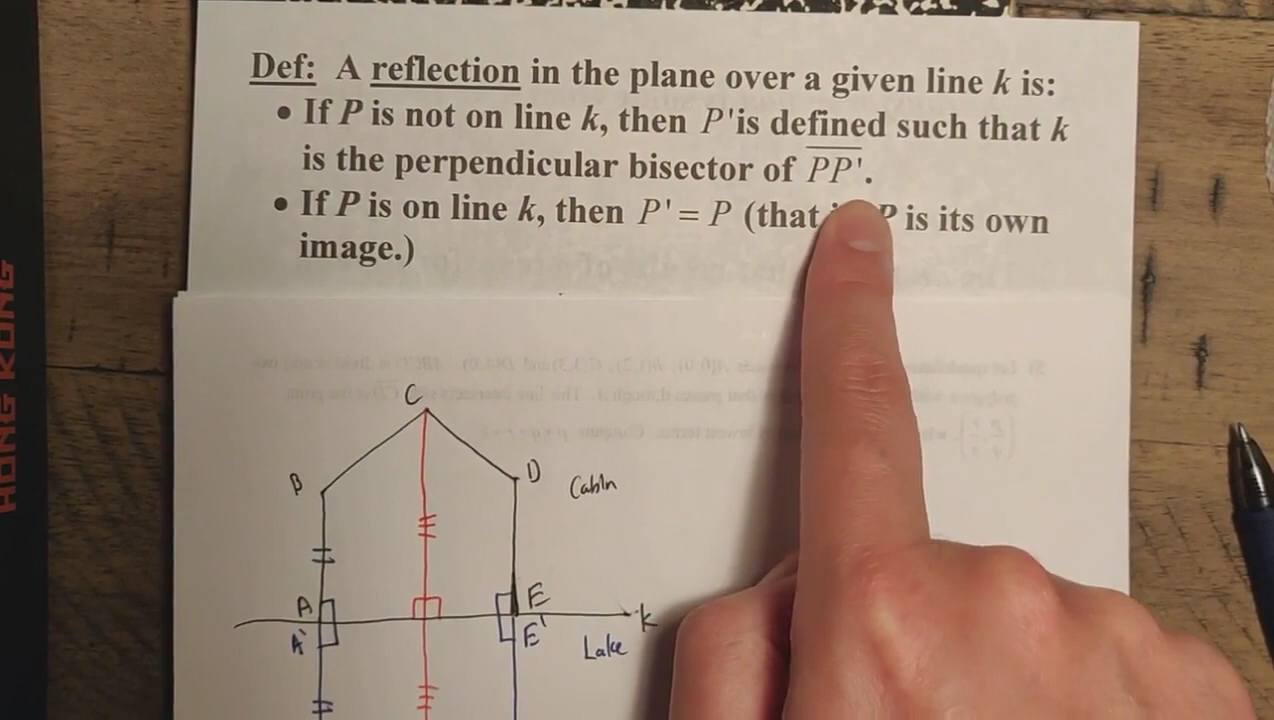 Def: A reflection in the plane over a given line k is:
• If P is not on line k, then P' is defined such that k
is the perpendicular bisector of PP'.
• If P is on line k, then P' = P (that P is its own
image.)
C
B
D
CabIn
A
E
k
A'
E'
Lake
HONG KONG